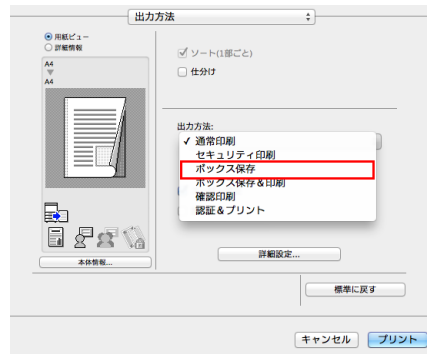 出力方法
用紙ビュー
詳細情報
A4
A4
本体情報...
ソート(1部ごと)
仕分け
出力方法:
✓ 通常印刷
セキュリティ印刷
ボックス保存
ボックス保存&印刷
確認印刷
認証&プリント
詳細設定...
標準に戻す
キャンセル
プリント